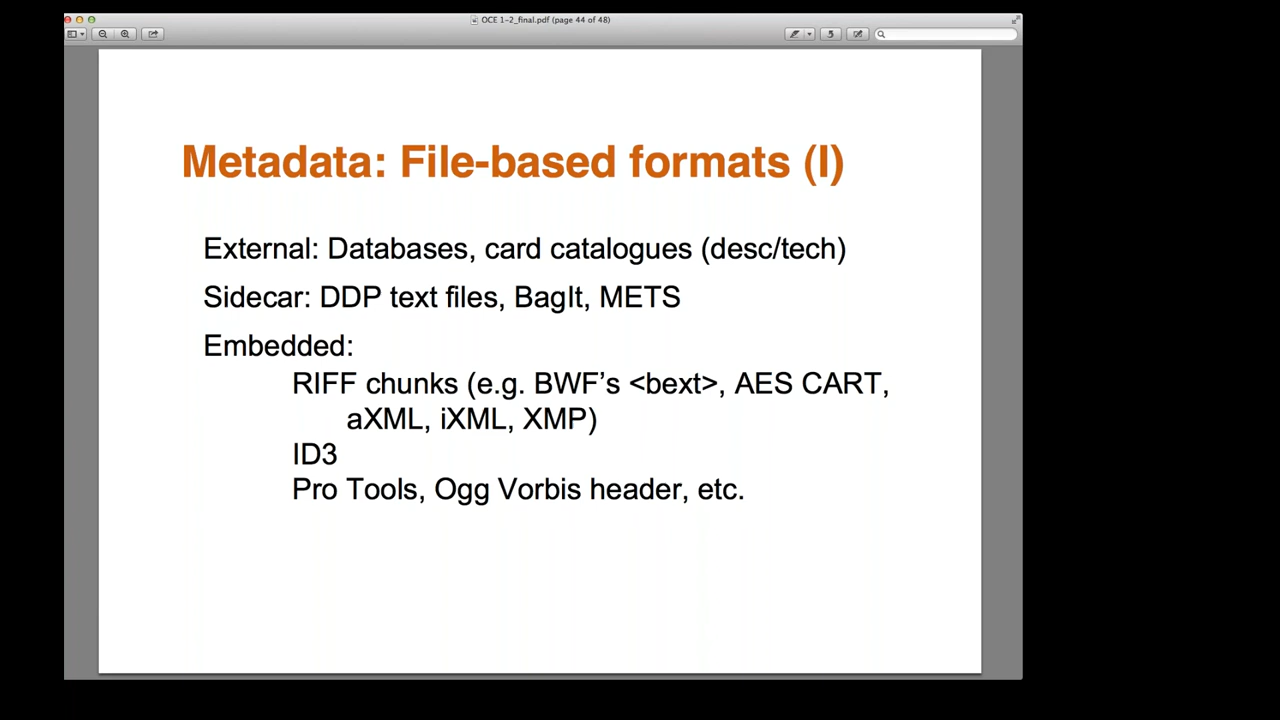 OCE 1-2_final.pdf (page 44 of 48)
Metadata: File-based formats (I)
External: Databases, card catalogues (desc/tech)
Sidecar: DDP text files, BagIt, METS
Embedded:
RIFF chunks (e.g. BWF’s <bext>, AES CART,
aXML, iXML, XMP)
ID3
Pro Tools, Ogg Vorbis header, etc.